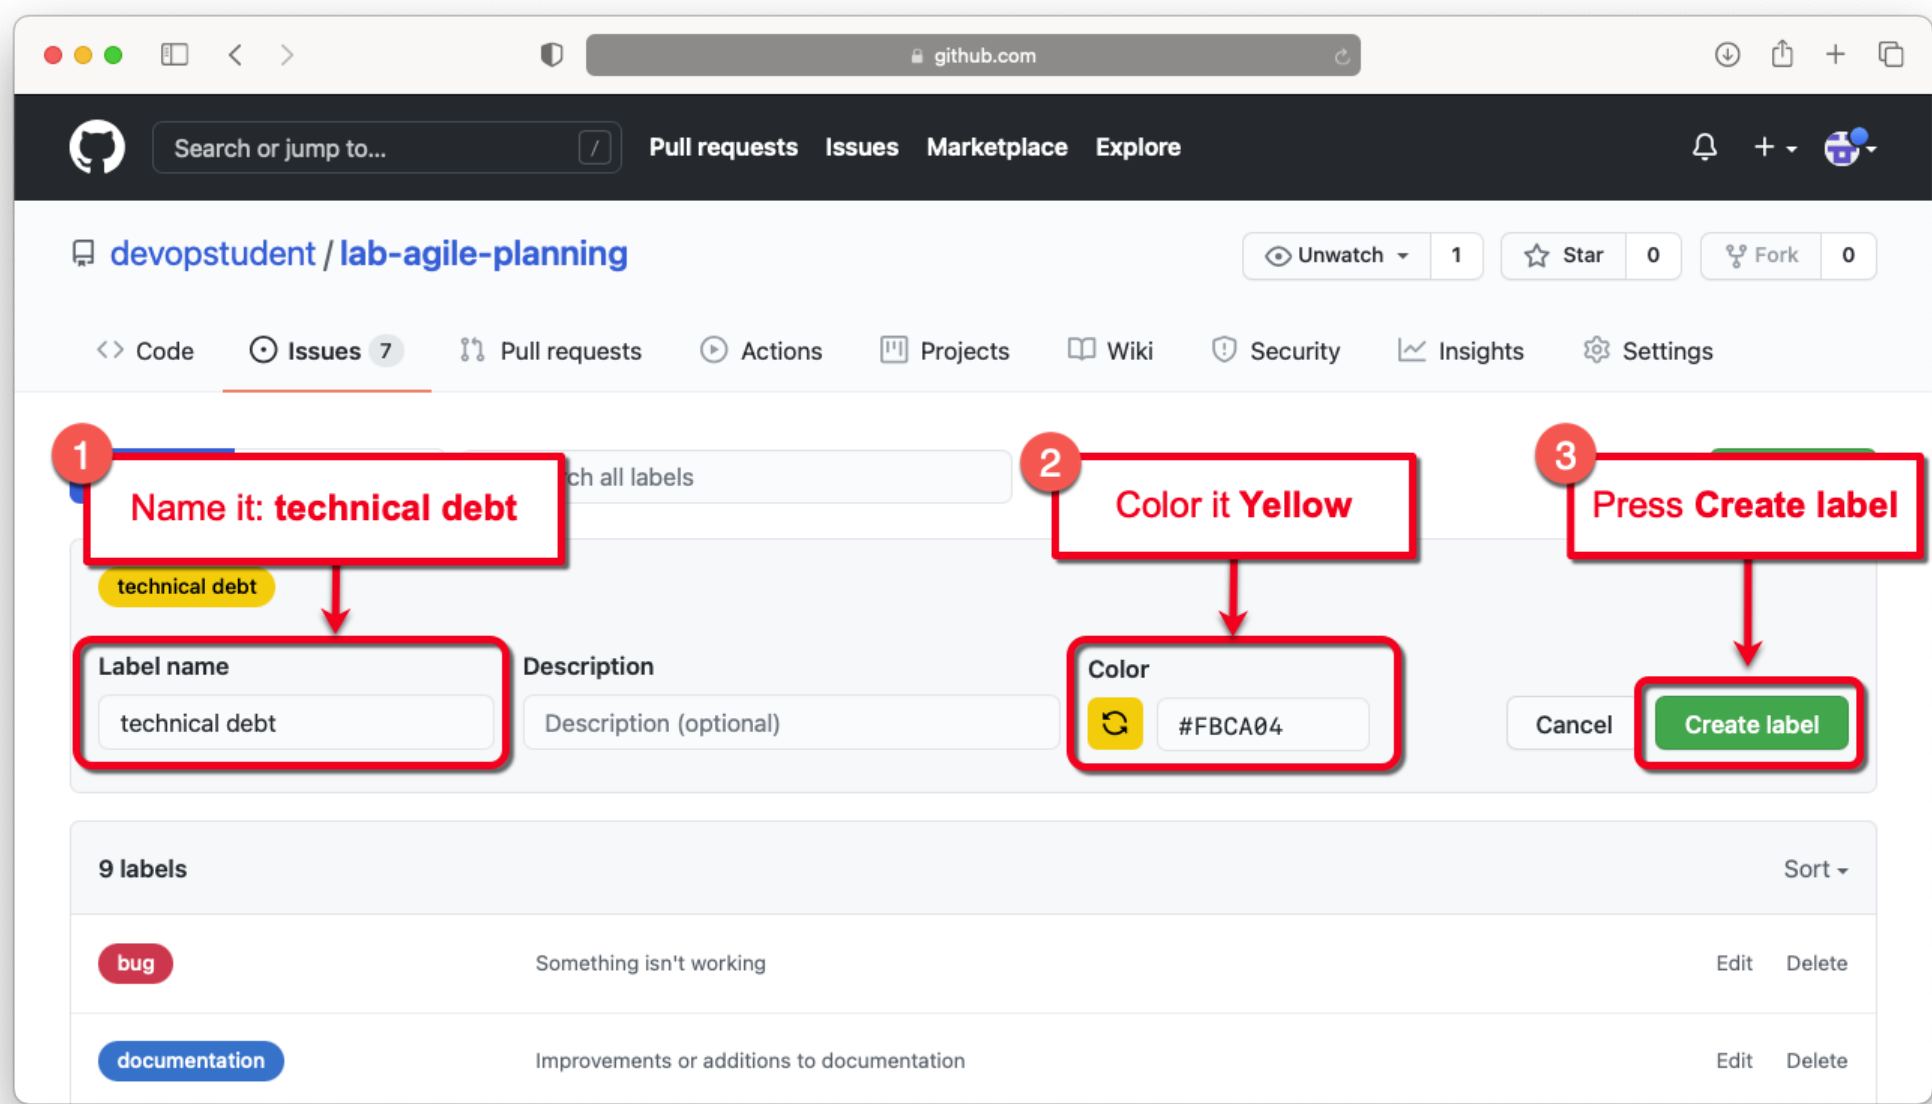 github.com
Search or jump to... /
Pull requests Issues Marketplace Explore
devopstudent / lab-agile-planning
Unwatch 1 Star 0 Fork 0
Code Issues 7 Pull requests Actions Projects Wiki Security Insights Settings
1 2 3
all labels
Name it: technical debt
Color it Yellow
Press Create label
technical debt
Label name Description Color
technical debt Description (optional) #FBCA04 Cancel Create label
9 labels Sort
bug Something isn't working Edit Delete
documentation Improvements or additions to documentation Edit Delete